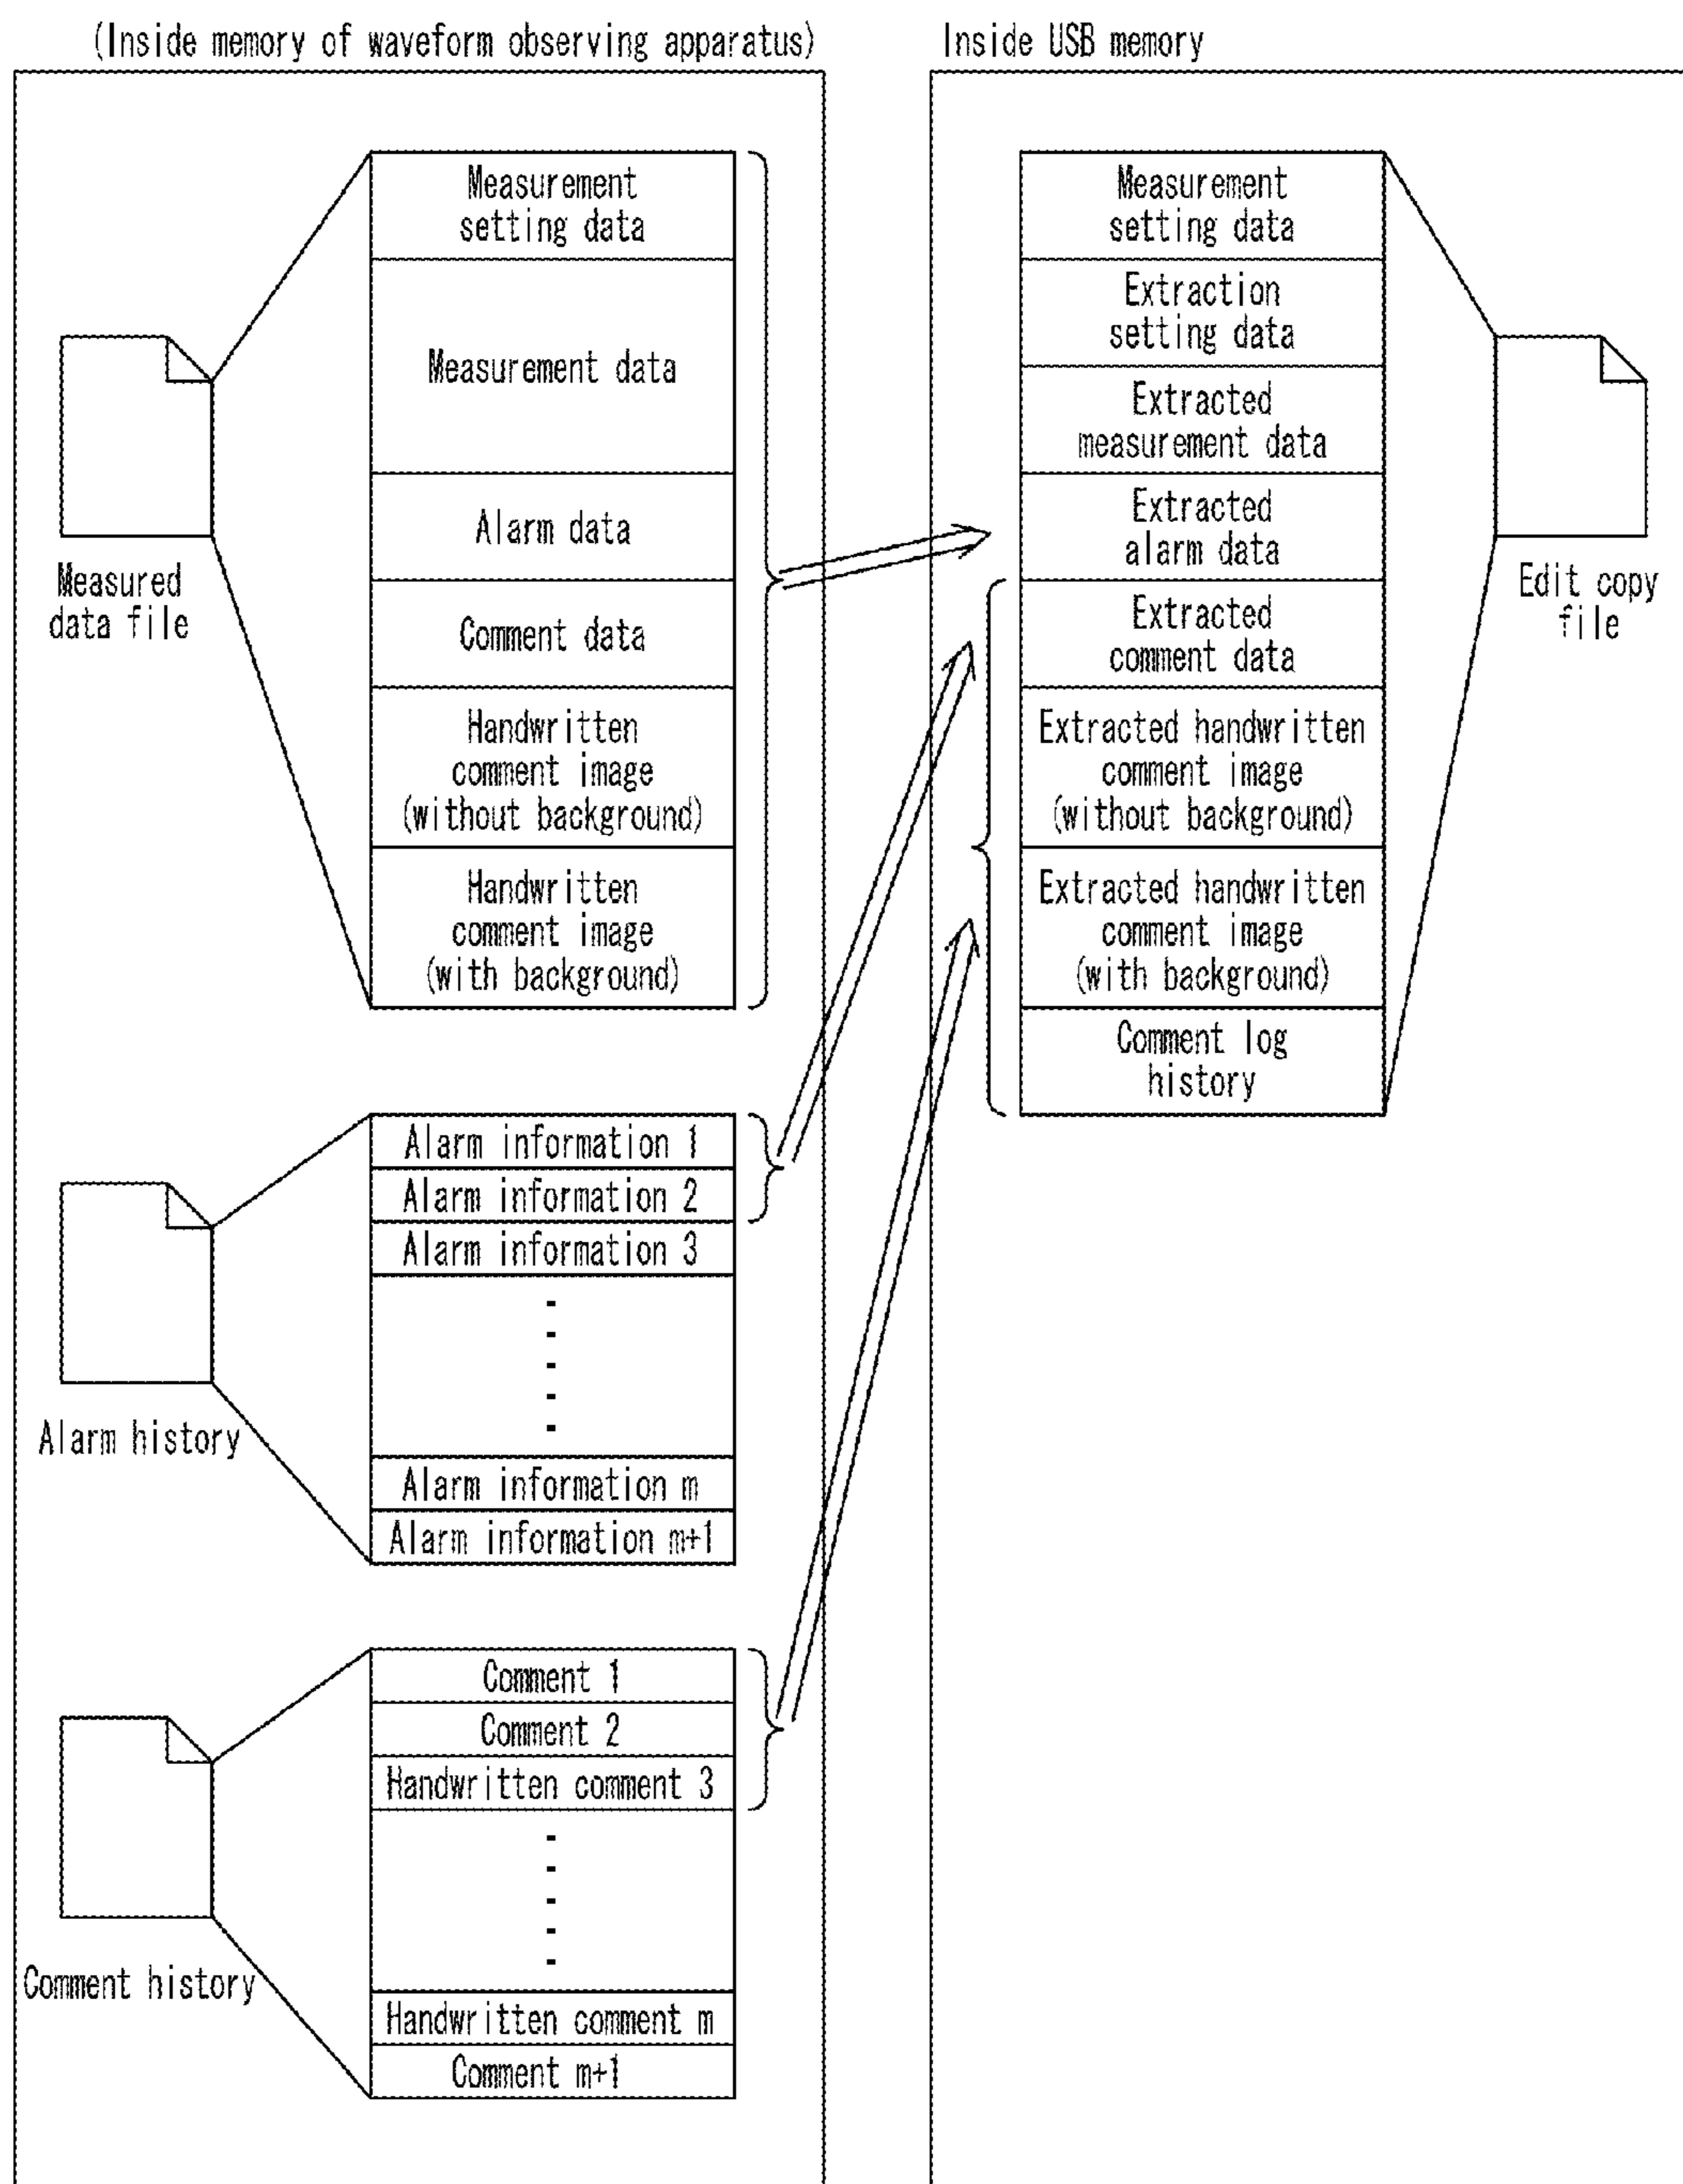 (Inside memory of waveform observing apparatus)
Measured
data file
Measurement
setting data
Measurement data
Alarm data
Comment data
Handwritten
comment image
(without background)
Handwritten
comment image
(with background)
Alarm history
Alarm information 1
Alarm information 2
Alarm information 3
Alarm information m
Alarm information m+1
Comment history
Comment 1
Comment 2
Handwritten comment 3
Handwritten comment m
Comment m+1
Inside USB memory
Measurement
setting data
Extraction
setting data
Extracted
measurement data
Extracted
alarm data
Extracted
comment data
Extracted handwritten
comment image
(without background)
Extracted handwritten
comment image
(with background)
Comment log
history
Edit copy
file